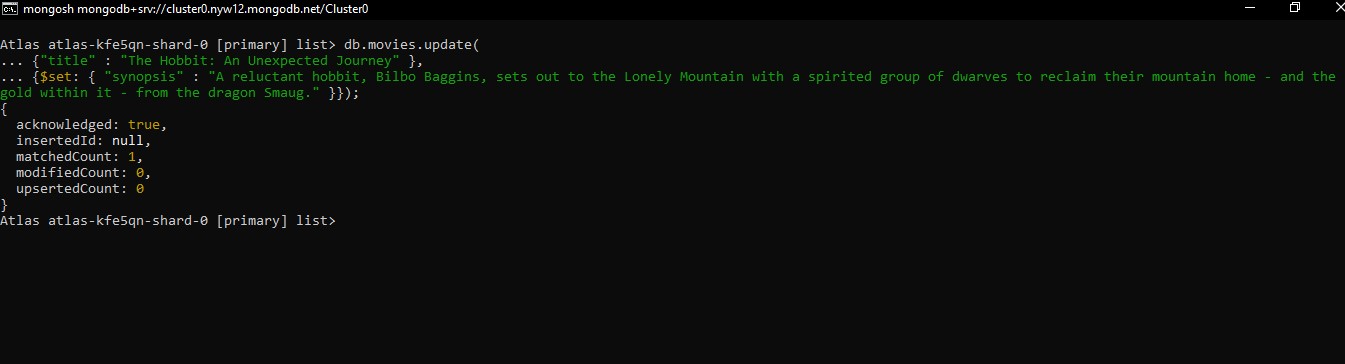 mongosh mongodb+srv://cluster0.nyw12.mongodb.net/Cluster0
Atlas atlas-kfe5qn-shard-0 [primary] list> db.movies.update(
... {"title" : "The Hobbit: An Unexpected Journey" },
... {$set: { "synopsis" : "A reluctant hobbit, Bilbo Baggins, sets out to the Lonely Mountain with a spirited group of dwarves to reclaim their mountain home - and the
gold within it - from the dragon Smaug." }});
{
  acknowledged: true,
  insertedId: null,
  matchedCount: 1,
  modifiedCount: 0,
  upsertedCount: 0
}
Atlas atlas-kfe5qn-shard-0 [primary] list>